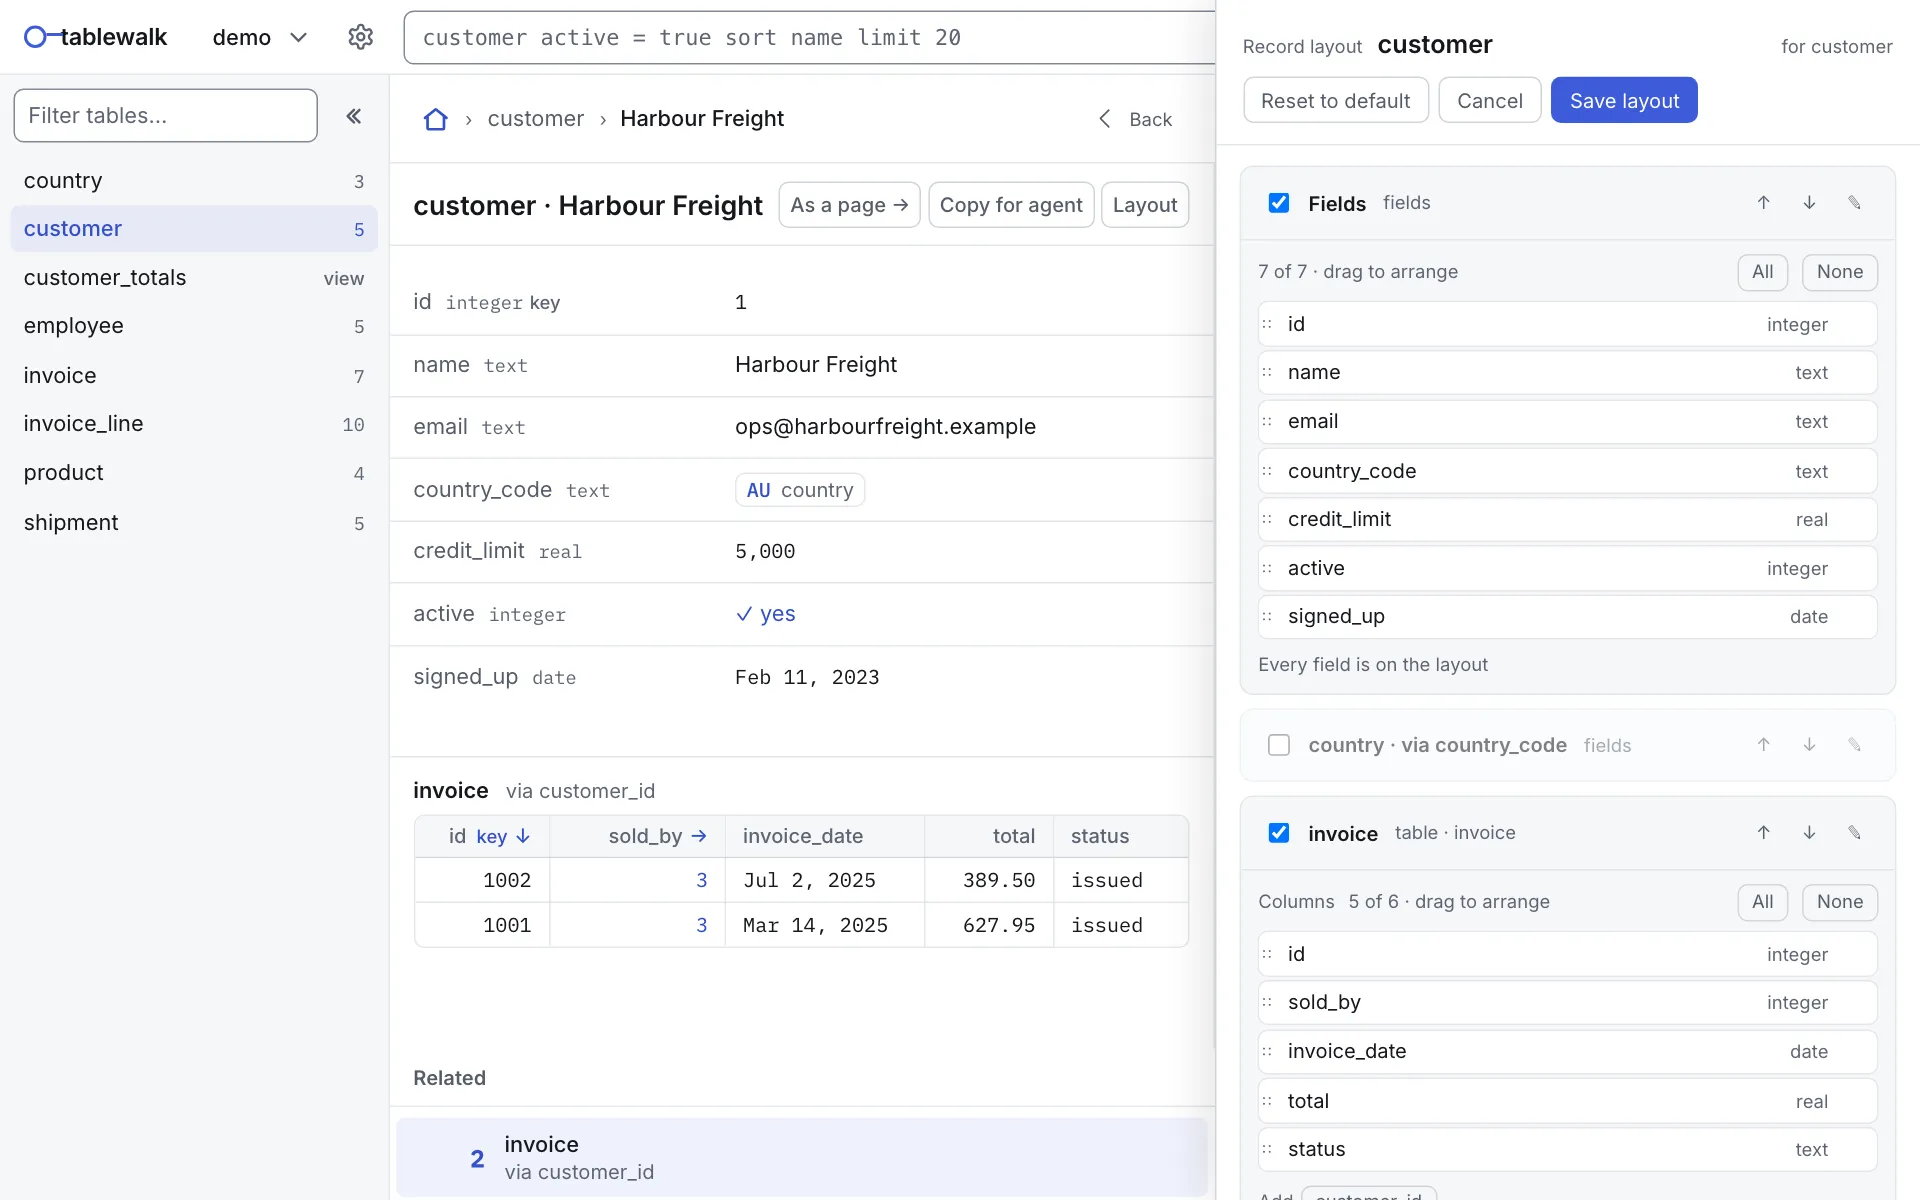 tablewalk demo
customer active = true sort name limit 20
Filter tables...
country 3
customer 5
customer_totals view
employee 5
invoice 7
invoice_line 10
product 4
shipment 5
› customer › Harbour Freight Back
customer · Harbour Freight As a page → Copy for agent Layout
id integer key 1
name text Harbour Freight
email text ops@harbourfreight.example
country_code text AU country
credit_limit real 5,000
active integer ✓ yes
signed_up date Feb 11, 2023
invoice via customer_id
id key ↓ sold_by → invoice_date total status
1002 3 Jul 2, 2025 389.50 issued
1001 3 Mar 14, 2025 627.95 issued
Related
2 invoice
via customer_id
Record layout customer for customer
Reset to default Cancel Save layout
Fields fields ↑ ↓ ✎
7 of 7 · drag to arrange All None
id integer
name text
email text
country_code text
credit_limit real
active integer
signed_up date
Every field is on the layout
country · via country_code fields ↑ ↓ ✎
invoice table · invoice ↑ ↓ ✎
Columns 5 of 6 · drag to arrange All None
id integer
sold_by integer
invoice_date date
total real
status text
Add customer_id